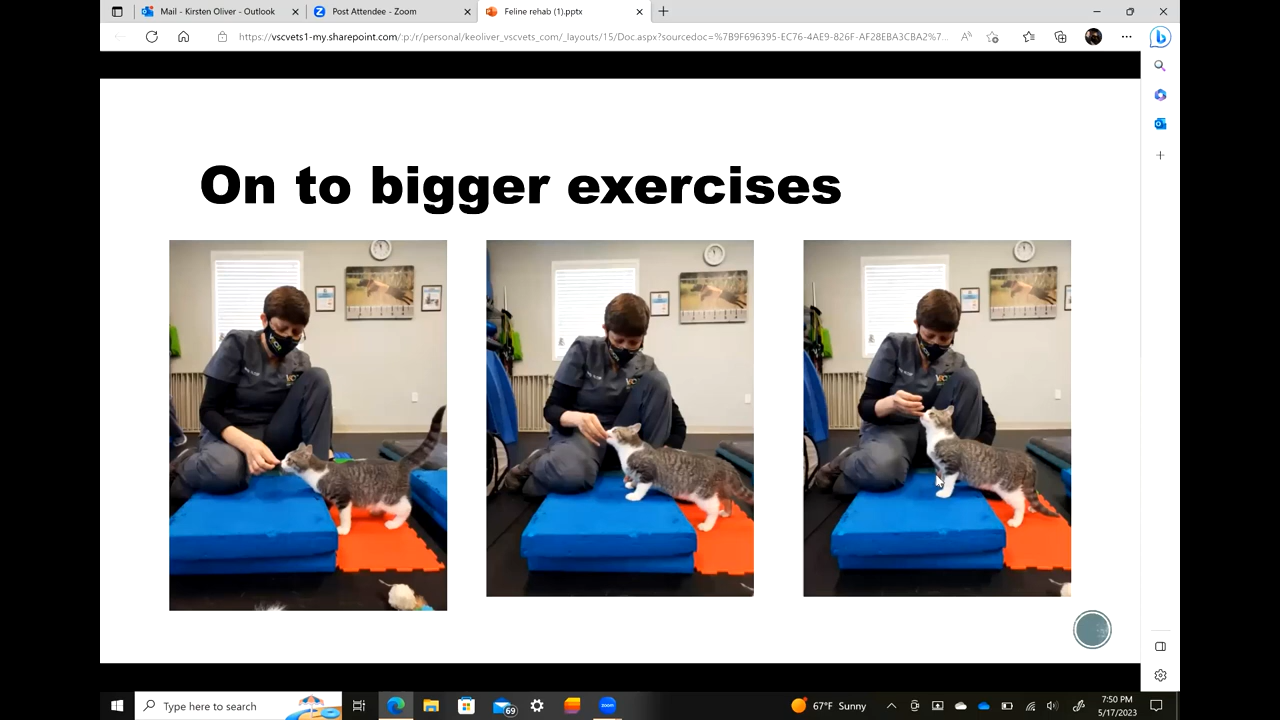 Mail - Kirsten Oliver - Outlook
Post Attendee - Zoom
Feline rehab (1).pptx
https://vscvets1-my.sharepoint.com/:p:/r/personal/keoliver_vscvets_com/_layouts/15/Doc.aspx?sourcedoc=%7B9F696395-EC76-4AE9-826F-AF28EBA3CBA2%7...
On to bigger exercises
Type here to search
69
zoom
67°F Sunny
7:50 PM
5/17/2023